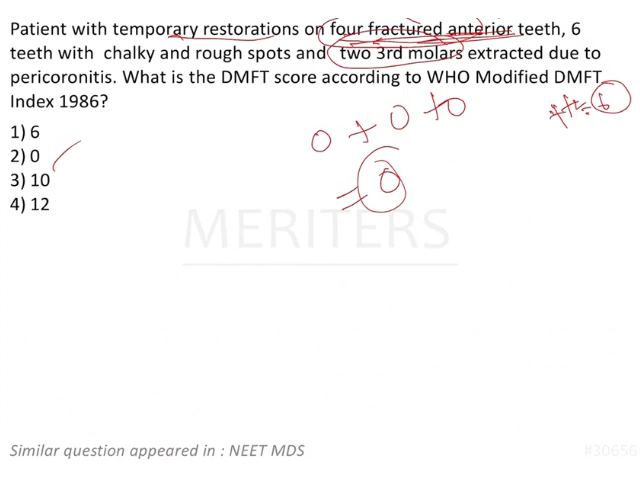 Patient with temporary restorations on four fractured anterior teeth, 6
teeth with chalky and rough spots and two 3rd molars extracted due to
pericoronitis. What is the DMFT score according to WHO Modified DMFT
Index 1986?
1) 6
2) 0
3) 10
4) 12
0 + 0 + 0
= 0
6
MERITERS
Similar question appeared in : NEET MDS
#30656